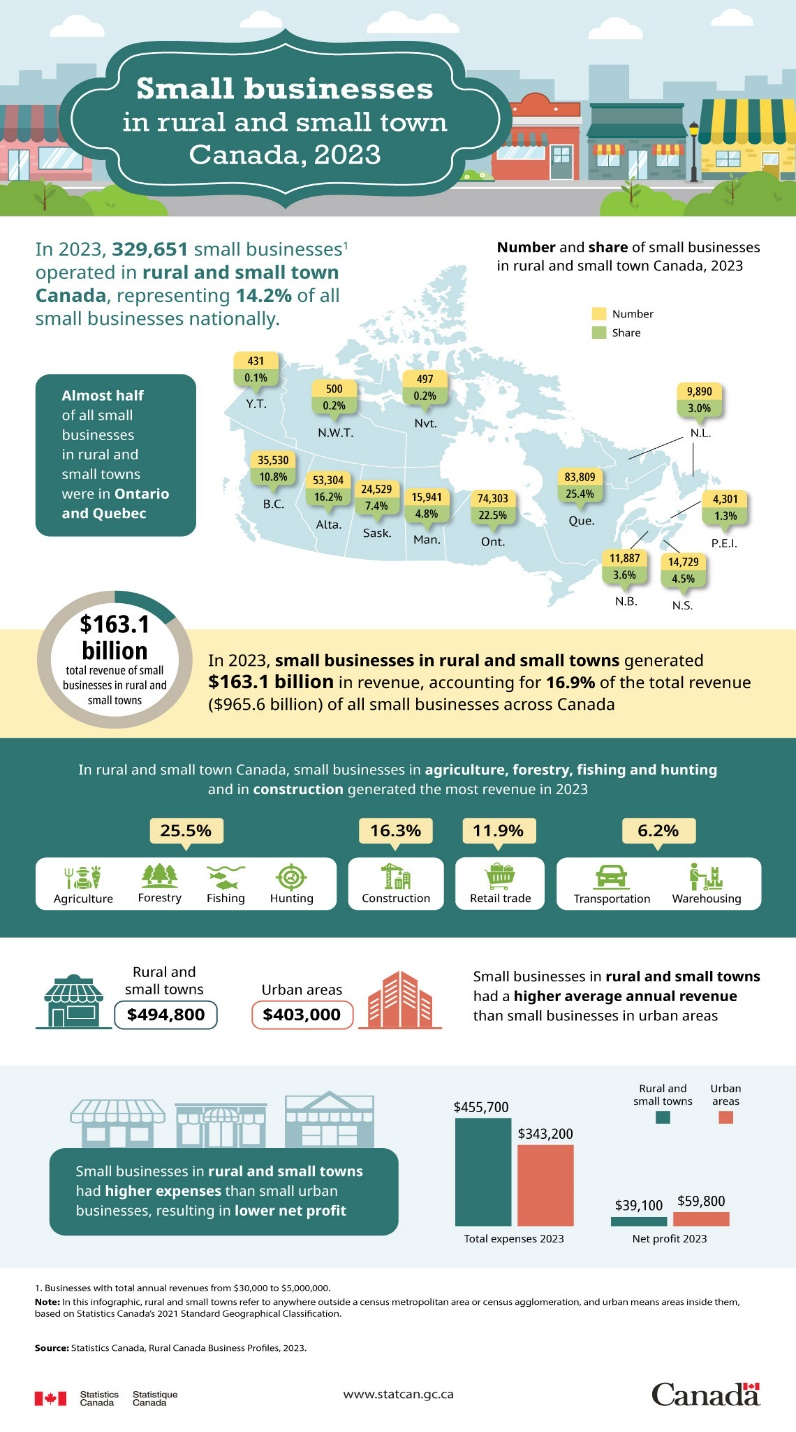 Small businesses
in rural and small town
Canada, 2023
In 2023, 329,651 small businesses1
operated in rural and small town
Canada, representing 14.2% of all
small businesses nationally.
Number and share of small businesses
in rural and small town Canada, 2023
Number
Share
Almost half
of all small
businesses
in rural and
small towns
were in Ontario
and Quebec
431
0.1%
Y.T.
500
0.2%
N.W.T.
497
0.2%
Nvt.
9,890
3.0%
N.L.
35,530
10.8%
B.C.
53,304
16.2%
Alta.
24,529
7.4%
Sask.
15,941
4.8%
Man.
74,303
22.5%
Ont.
83,809
25.4%
Que.
4,301
1.3%
P.E.I.
11,887
3.6%
N.B.
14,729
4.5%
N.S.
$163.1
billion
total revenue of small
businesses in rural and
small towns
In 2023, small businesses in rural and small towns generated
$163.1 billion in revenue, accounting for 16.9% of the total revenue
($965.6 billion) of all small businesses across Canada
In rural and small town Canada, small businesses in agriculture, forestry, fishing and hunting
and in construction generated the most revenue in 2023
25.5%
Agriculture
Forestry
Fishing
Hunting
16.3%
Construction
11.9%
Retail trade
6.2%
Transportation
Warehousing
Rural and
small towns
$494,800
Urban areas
$403,000
Small businesses in rural and small towns
had a higher average annual revenue
than small businesses in urban areas
Small businesses in rural and small towns
had higher expenses than small urban
businesses, resulting in lower net profit
Rural and
small towns
Urban
areas
$455,700
$343,200
Total expenses 2023
$39,100
$59,800
Net profit 2023
1. Businesses with total annual revenues from $30,000 to $5,000,000.
Note: In this infographic, rural and small towns refer to anywhere outside a census metropolitan area or census agglomeration, and urban means areas inside them,
based on Statistics Canada's 2021 Standard Geographical Classification.
Source: Statistics Canada, Rural Canada Business Profiles, 2023.
Statistics
Canada
Statistique
Canada
www.statcan.gc.ca
Canada